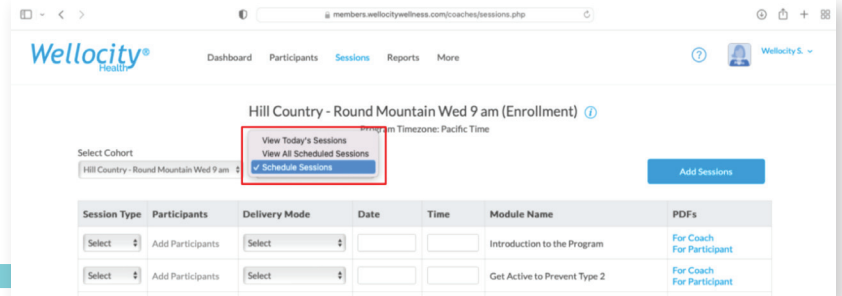 members.wellocitywellness.com/coaches/sessions.php
Wellocity®
Health
Dashboard Participants Sessions Reports More
? Wellocity S.
Hill Country - Round Mountain Wed 9 am (Enrollment) i
Program Timezone: Pacific Time
View Today's Sessions
View All Scheduled Sessions
✓ Schedule Sessions
Select Cohort
Hill Country - Round Mountain Wed 9 am
Add Sessions
Session Type Participants Delivery Mode Date Time Module Name PDFs
Select Add Participants Select Introduction to the Program For Coach
For Participant
Select Add Participants Select Get Active to Prevent Type 2 For Coach
For Participant